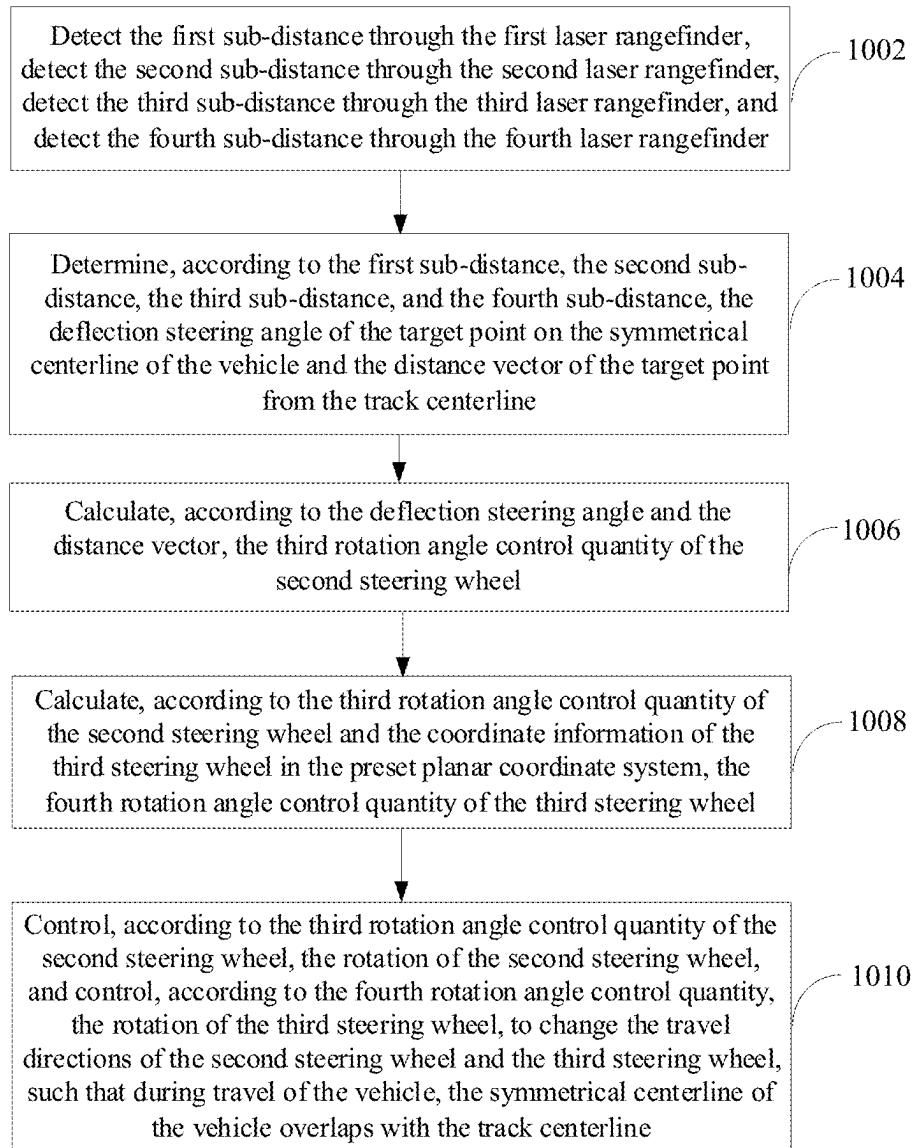 Detect the first sub-distance through the first laser rangefinder,
detect the second sub-distance through the second laser rangefinder,
detect the third sub-distance through the third laser rangefinder, and
detect the fourth sub-distance through the fourth laser rangefinder
1002
Determine, according to the first sub-distance, the second sub-
distance, the third sub-distance, and the fourth sub-distance, the
deflection steering angle of the target point on the symmetrical
centerline of the vehicle and the distance vector of the target point
from the track centerline
1004
Calculate, according to the deflection steering angle and the
distance vector, the third rotation angle control quantity of the
second steering wheel
1006
Calculate, according to the third rotation angle control quantity of
the second steering wheel and the coordinate information of the
third steering wheel in the preset planar coordinate system, the
fourth rotation angle control quantity of the third steering wheel
1008
Control, according to the third rotation angle control quantity of the
second steering wheel, the rotation of the second steering wheel,
and control, according to the fourth rotation angle control quantity,
the rotation of the third steering wheel, to change the travel
directions of the second steering wheel and the third steering wheel,
such that during travel of the vehicle, the symmetrical centerline of
the vehicle overlaps with the track centerline
1010